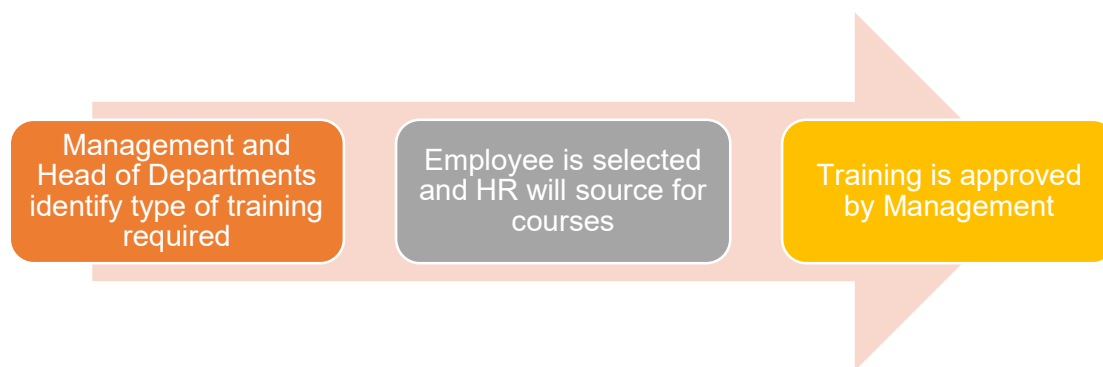 Management and
Head of Departments
identify type of training
required
Employee is selected
and HR will source for
courses
Training is approved
by Management